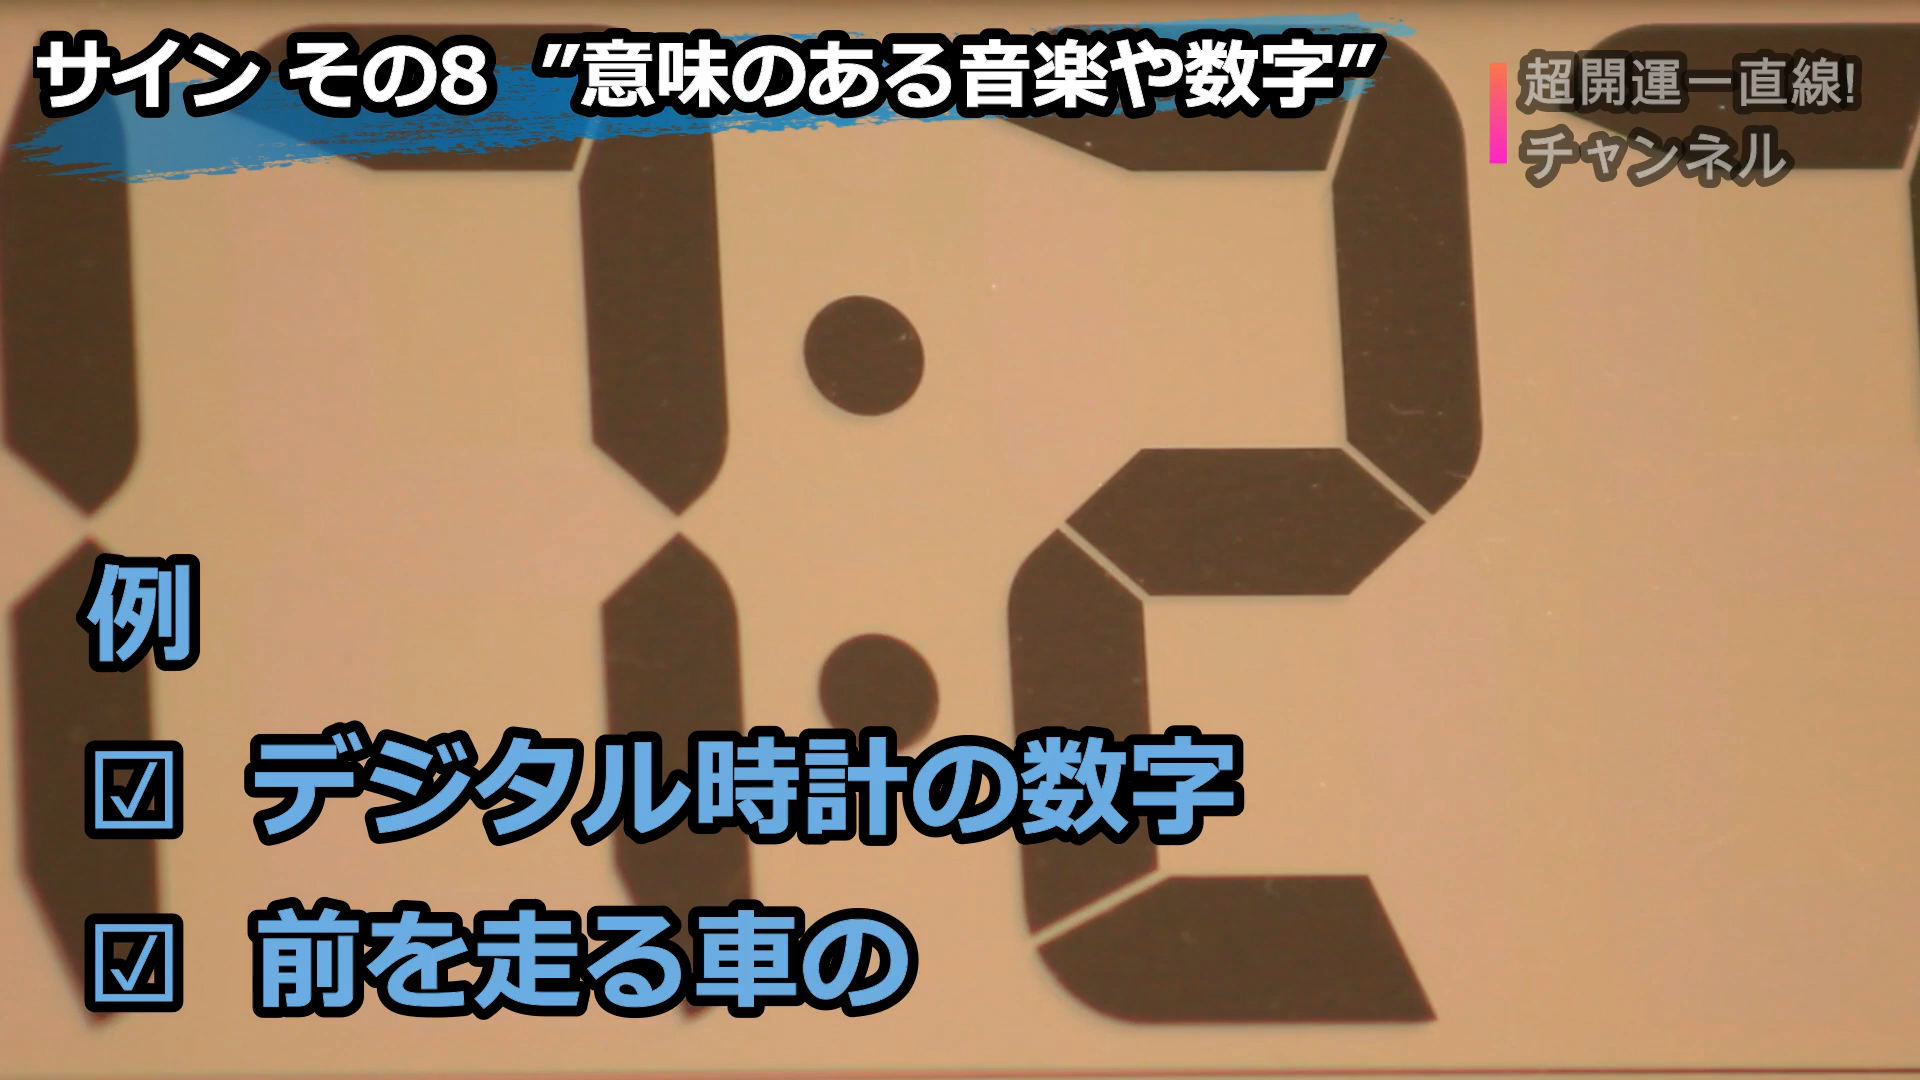 サイン その8 ”意味のある音楽や数字”
超開運一直線!
チャンネル
例
☑ デジタル時計の数字
☑ 前を走る車の